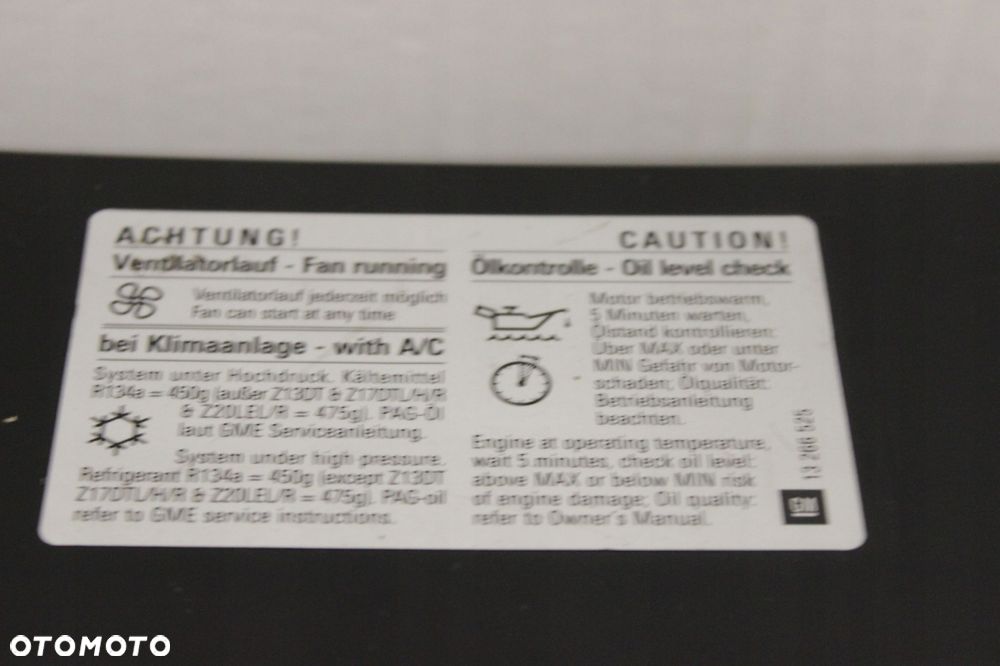 ACHTUNG!
Ventilatorlauf - Fan running
Ventilatorlauf jederzeit möglich
Fan can start at any time
bei Klimaanlage - with A/C
System unter Hochdruck. Kältemittel
R134a = 450g (außer Z13DT & Z17DTL/H/R
& Z20LEL/R = 475g). PAG-Öl
laut GME Serviceanleitung.
System under high pressure.
Refrigerant R134a = 450g (except Z13DT
Z17DTL/H/R & Z20LEL/R = 475g). PAG-oil
refer to GME service instructions.
CAUTION!
Ölkontrolle - Oil level check
Motor betriebswarm,
5 Minuten warten,
Ölstand kontrollieren:
Über MAX oder unter
MIN Gefahr von Motor-
schaden; Ölqualität:
Betriebsanleitung
beachten.
Engine at operating temperature,
wait 5 minutes, check oil level:
above MAX or below MIN risk
of engine damage; Oil quality:
refer to Owner's Manual.
13 266 525
GM
OTOMOTO